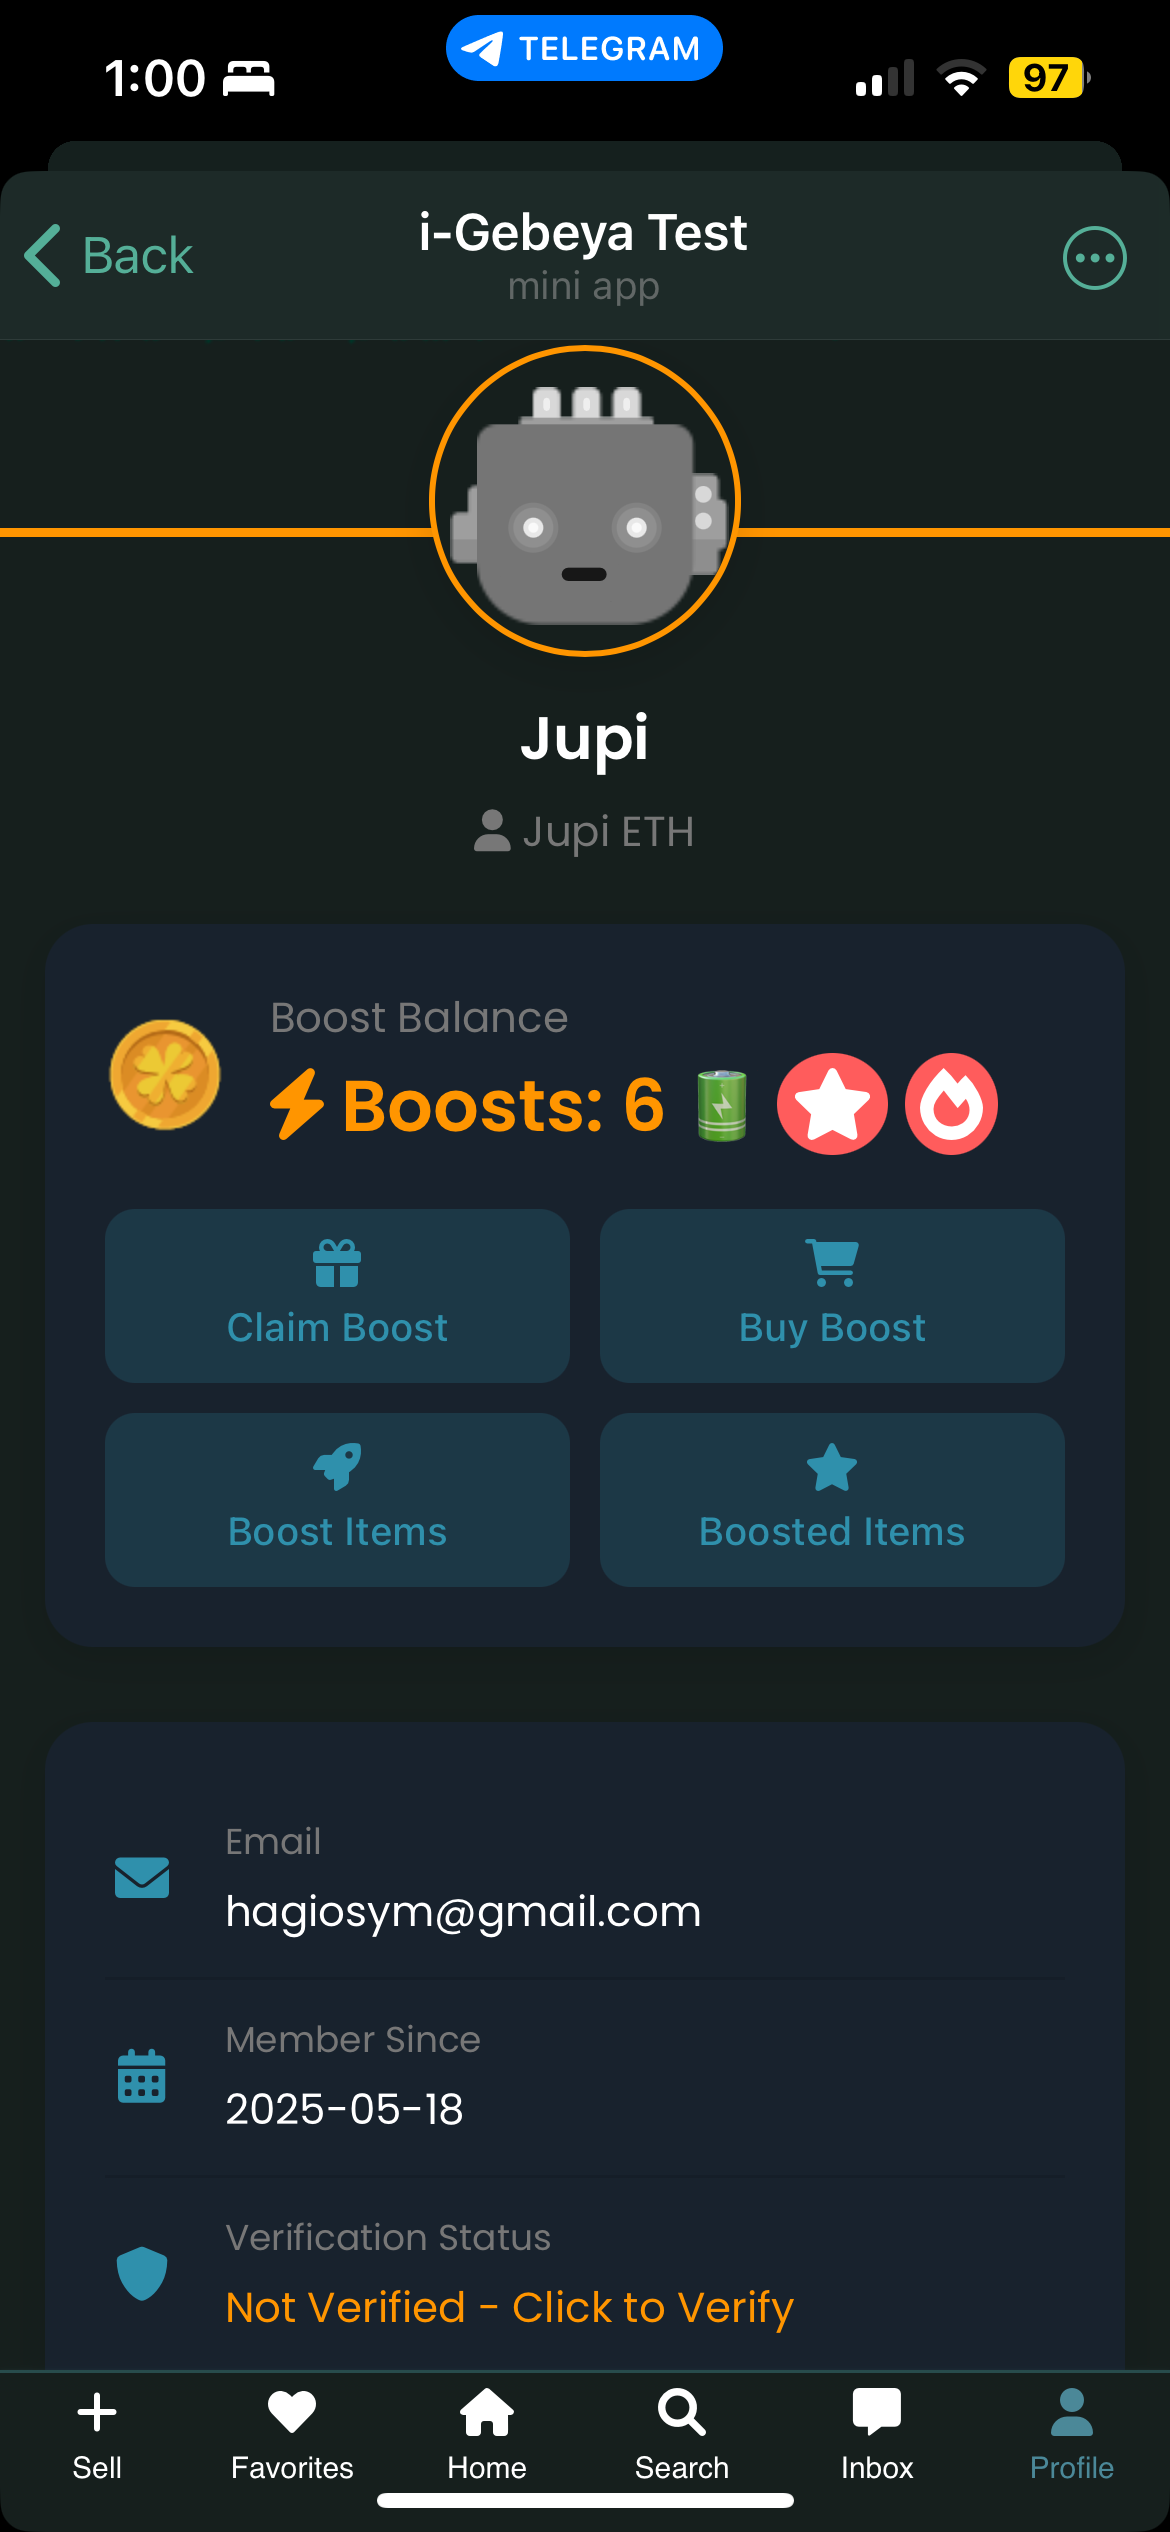 1:00
TELEGRAM
97
Back
i-Gebeya Test
mini app
Jupi
Jupi ETH
Boost Balance
Boosts: 6
Claim Boost
Buy Boost
Boost Items
Boosted Items
Email
hagiosym@gmail.com
Member Since
2025-05-18
Verification Status
Not Verified - Click to Verify
Sell
Favorites
Home
Search
Inbox
Profile